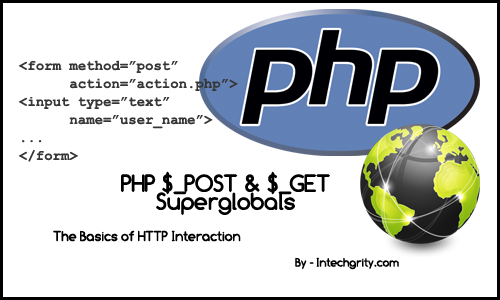 <form method="post"
action="action.php">
<input type="text"
name="user_name">
...
</form>
php
PHP $_POST & $_GET
Superglobals
The Basics of HTTP Interaction
By - Intechgrity.com